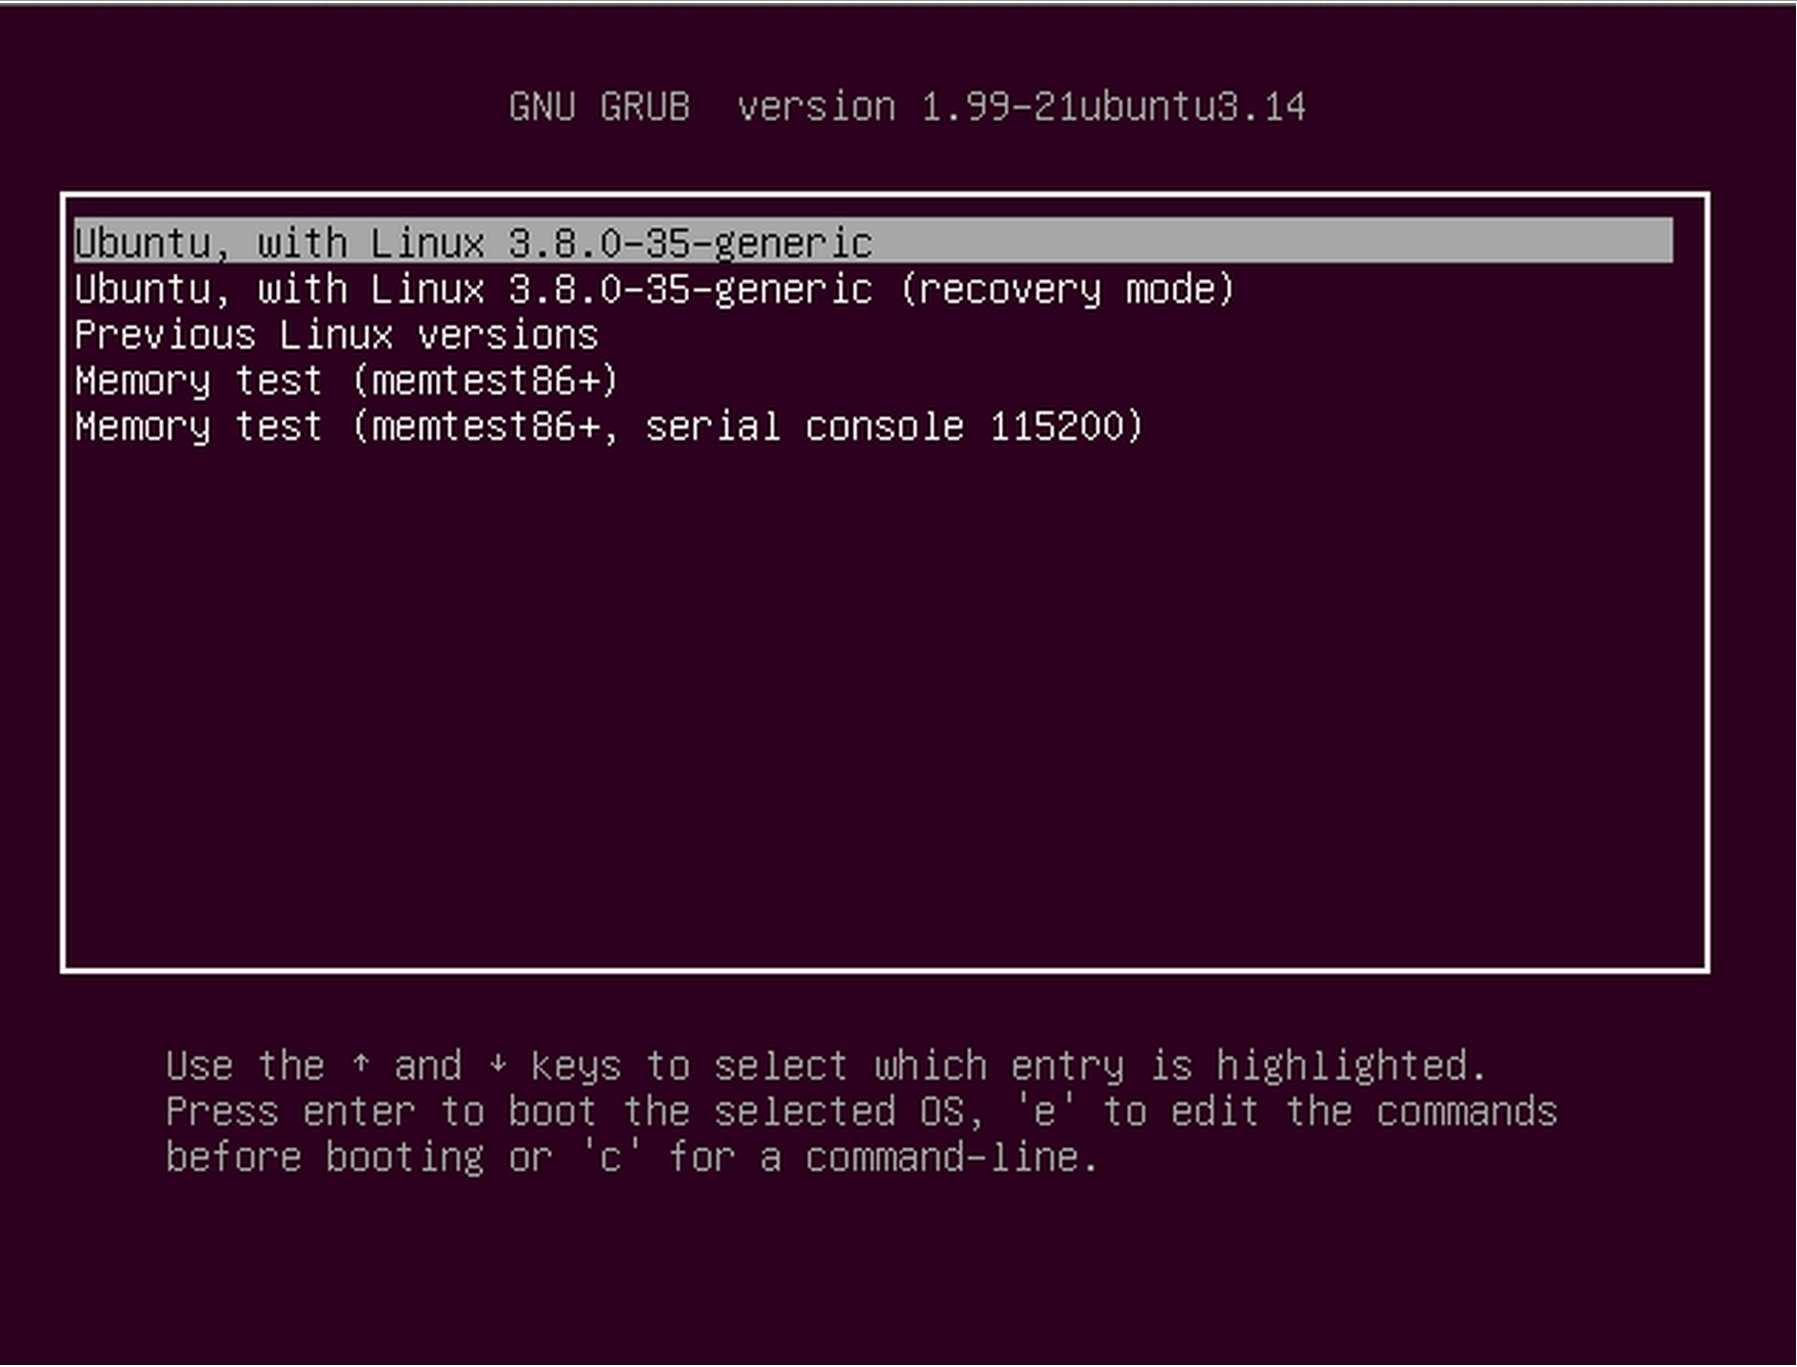 GNU GRUB  version 1.99-21ubuntu3.14
Ubuntu, with Linux 3.8.0-35-generic
Ubuntu, with Linux 3.8.0-35-generic (recovery mode)
Previous Linux versions
Memory test (memtest86+)
Memory test (memtest86+, serial console 115200)
Use the ↑ and ↓ keys to select which entry is highlighted.
Press enter to boot the selected OS, 'e' to edit the commands
before booting or 'c' for a command-line.